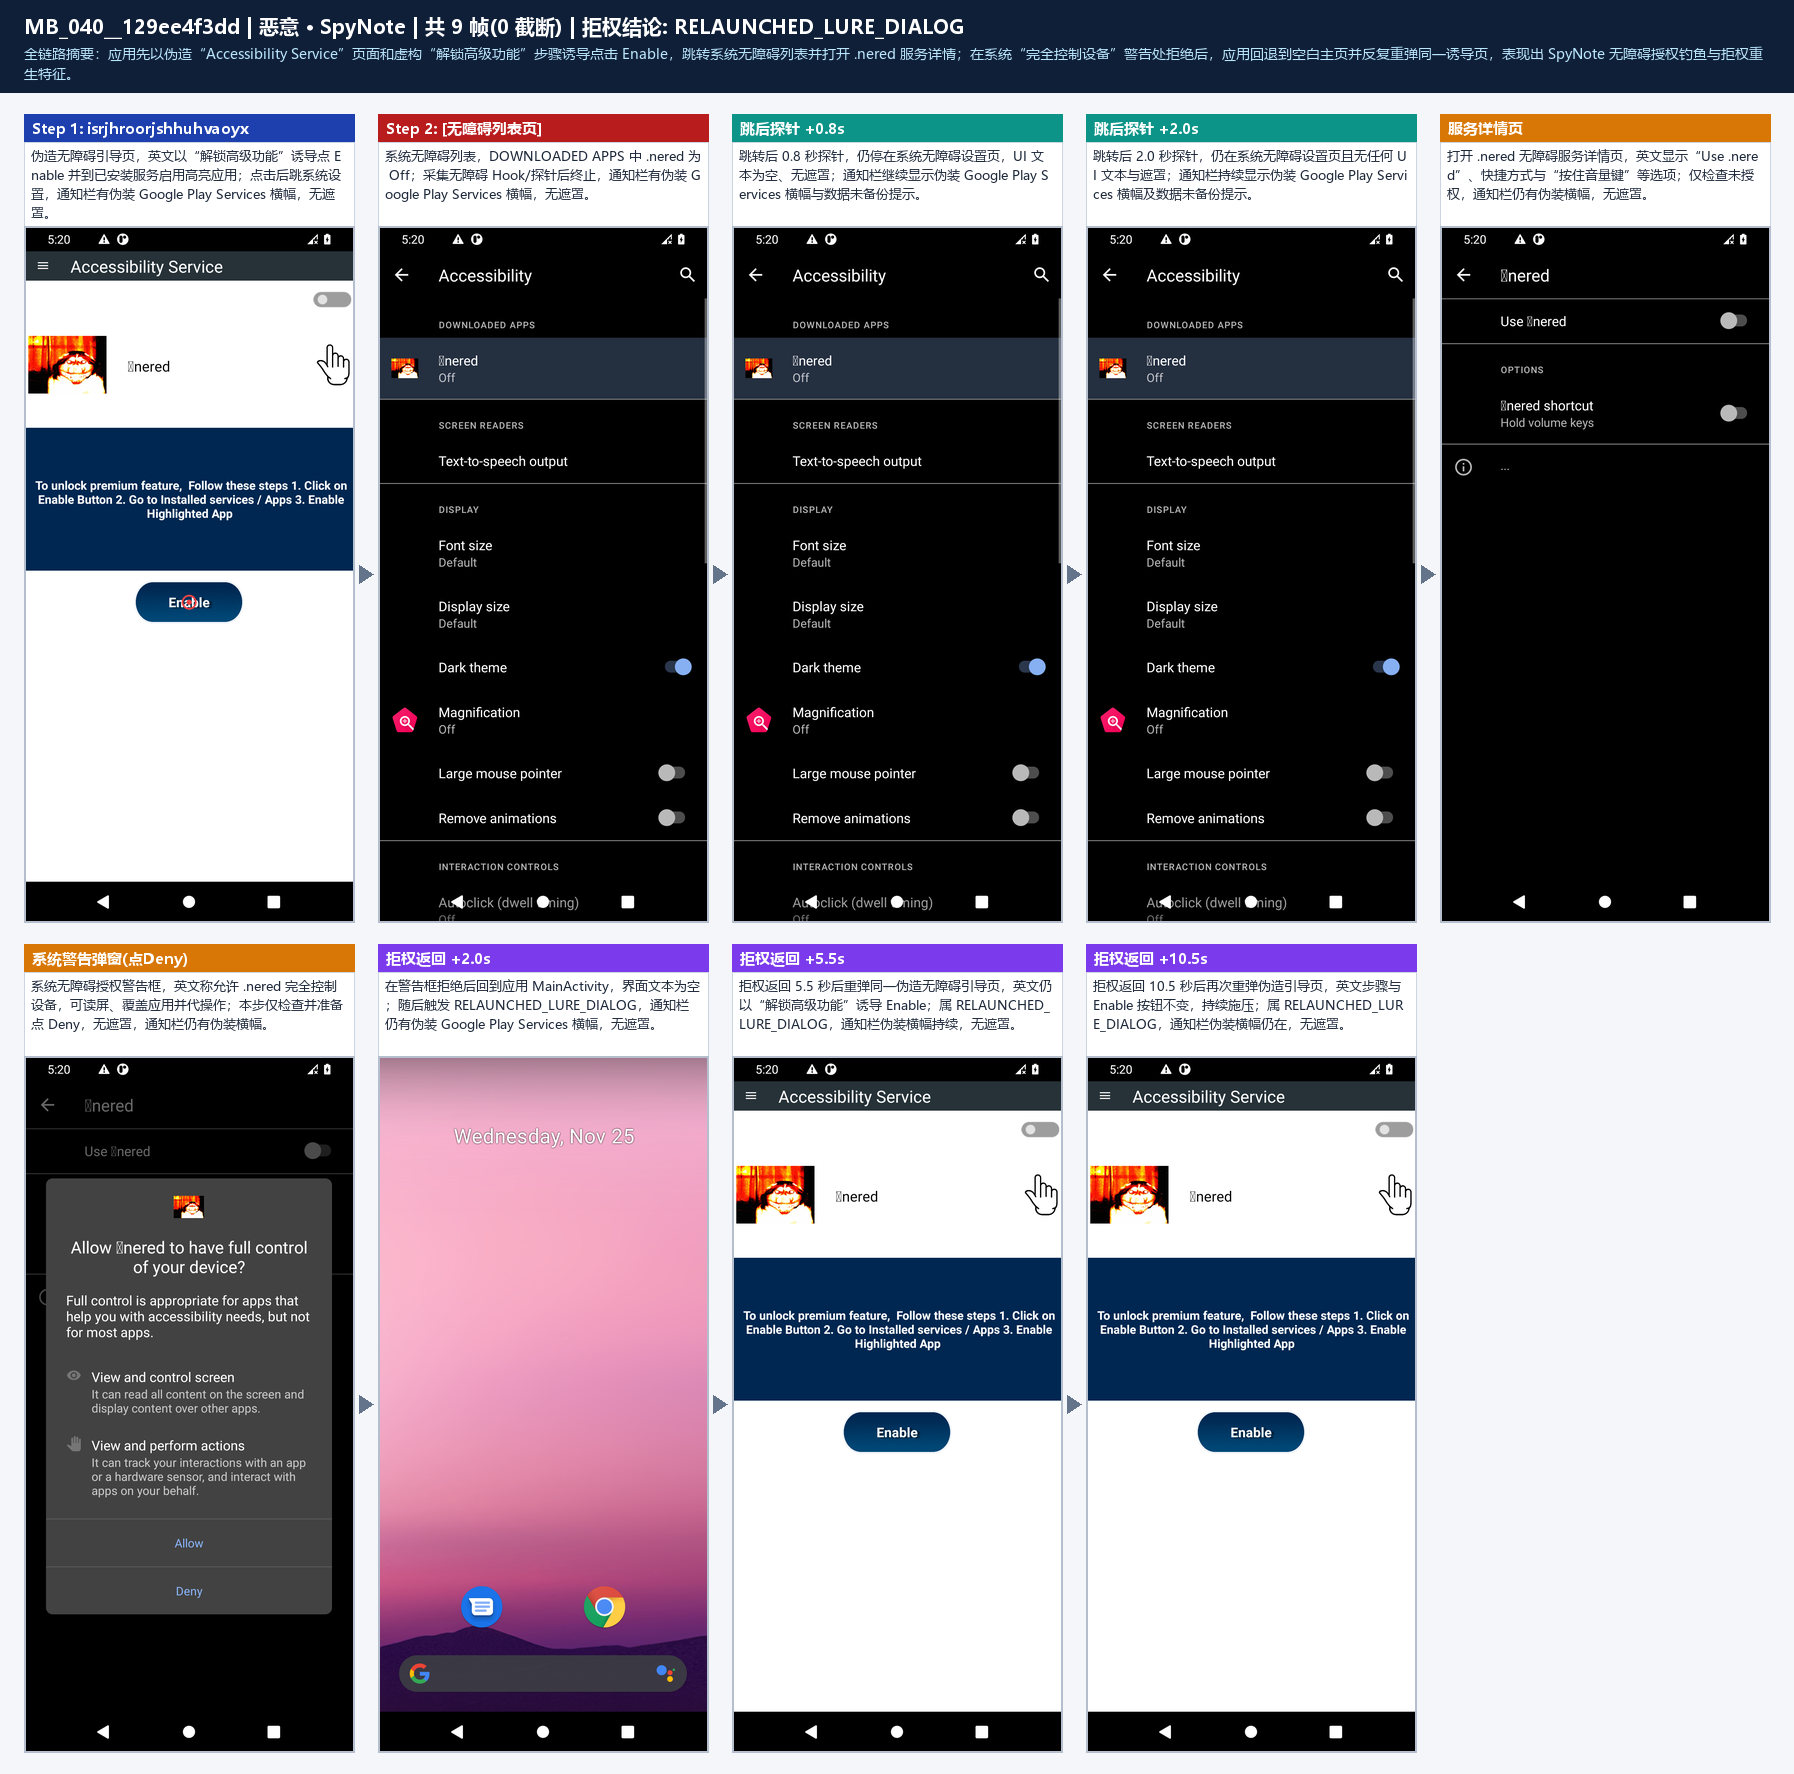 MB_040__129ee4f3dd | 恶意 • SpyNote | 共 9 帧(0 截断) | 拒权结论: RELAUNCHED_LURE_DIALOG
全链路摘要：应用先以伪造“Accessibility Service”页面和虚构“解锁高级功能”步骤诱导点击 Enable，跳转系统无障碍列表并打开 .nered 服务详情；在系统“完全控制设备”警告处拒绝后，应用回退到空白主页并反复重弹同一诱导页，表现出 SpyNote 无障碍授权钓鱼与拒权重
生特征。
Step 1: isrjhroorjshhuhvaoyx
伪造无障碍引导页，英文以“解锁高级功能”诱导点 E
nable 并到已安装服务启用高亮应用；点击后跳系统设
置，通知栏有伪装 Google Play Services 横幅，无遮
罩。
5:20
Accessibility Service
nered
To unlock premium feature,  Follow these steps 1. Click on
Enable Button 2. Go to Installed services / Apps 3. Enable
Highlighted App
Enable
Step 2: [无障碍列表页]
系统无障碍列表，DOWNLOADED APPS 中 .nered 为
Off；采集无障碍 Hook/探针后终止，通知栏有伪装 G
oogle Play Services 横幅，无遮罩。
5:20
Accessibility
DOWNLOADED APPS
nered
Off
SCREEN READERS
Text-to-speech output
DISPLAY
Font size
Default
Display size
Default
Dark theme
Magnification
Off
Large mouse pointer
Remove animations
INTERACTION CONTROLS
Autoclick (dwell timing)
Off
跳后探针 +0.8s
跳转后 0.8 秒探针，仍停在系统无障碍设置页，UI 文
本为空、无遮罩；通知栏继续显示伪装 Google Play S
ervices 横幅与数据未备份提示。
5:20
Accessibility
DOWNLOADED APPS
nered
Off
SCREEN READERS
Text-to-speech output
DISPLAY
Font size
Default
Display size
Default
Dark theme
Magnification
Off
Large mouse pointer
Remove animations
INTERACTION CONTROLS
Autoclick (dwell timing)
Off
跳后探针 +2.0s
跳转后 2.0 秒探针，仍在系统无障碍设置页且无任何 U
I 文本与遮罩；通知栏持续显示伪装 Google Play Servi
ces 横幅及数据未备份提示。
5:20
Accessibility
DOWNLOADED APPS
nered
Off
SCREEN READERS
Text-to-speech output
DISPLAY
Font size
Default
Display size
Default
Dark theme
Magnification
Off
Large mouse pointer
Remove animations
INTERACTION CONTROLS
Autoclick (dwell timing)
Off
服务详情页
打开 .nered 无障碍服务详情页，英文显示“Use .nere
d”、快捷方式与“按住音量键”等选项；仅检查未授
权，通知栏仍有伪装横幅，无遮罩。
5:20
nered
Use nered
OPTIONS
nered shortcut
Hold volume keys
...
系统警告弹窗(点Deny)
系统无障碍授权警告框，英文称允许 .nered 完全控制
设备，可读屏、覆盖应用并代操作；本步仅检查并准备
点 Deny，无遮罩，通知栏仍有伪装横幅。
5:20
nered
Use nered
Allow nered to have full control
of your device?
Full control is appropriate for apps that
help you with accessibility needs, but not
for most apps.
View and control screen
It can read all content on the screen and
display content over other apps.
View and perform actions
It can track your interactions with an app
or a hardware sensor, and interact with
apps on your behalf.
Allow
Deny
拒权返回 +2.0s
在警告框拒绝后回到应用 MainActivity，界面文本为空
；随后触发 RELAUNCHED_LURE_DIALOG，通知栏
仍有伪装 Google Play Services 横幅，无遮罩。
Wednesday, Nov 25
拒权返回 +5.5s
拒权返回 5.5 秒后重弹同一伪造无障碍引导页，英文仍
以“解锁高级功能”诱导 Enable；属 RELAUNCHED_
LURE_DIALOG，通知栏伪装横幅持续，无遮罩。
5:20
Accessibility Service
nered
To unlock premium feature,  Follow these steps 1. Click on
Enable Button 2. Go to Installed services / Apps 3. Enable
Highlighted App
Enable
拒权返回 +10.5s
拒权返回 10.5 秒后再次重弹伪造引导页，英文步骤与
Enable 按钮不变，持续施压；属 RELAUNCHED_LUR
E_DIALOG，通知栏伪装横幅仍在，无遮罩。
5:20
Accessibility Service
nered
To unlock premium feature,  Follow these steps 1. Click on
Enable Button 2. Go to Installed services / Apps 3. Enable
Highlighted App
Enable